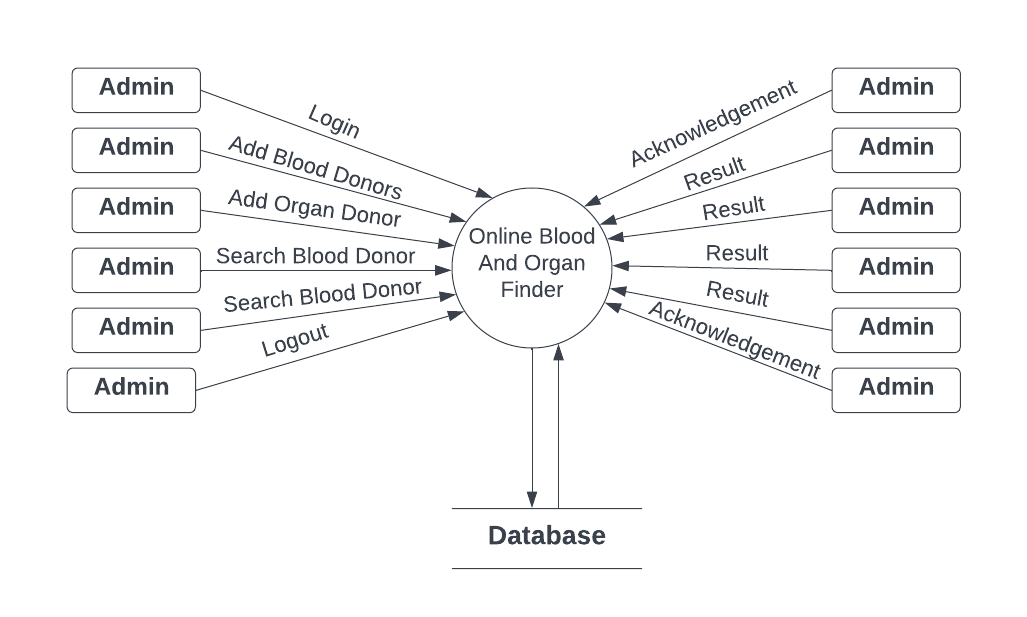 Admin
Login
Admin
Add Blood Donors
Admin
Add Organ Donor
Admin
Search Blood Donor
Admin
Search Blood Donor
Admin
Logout
Online Blood
And Organ
Finder
Acknowledgement
Admin
Result
Admin
Result
Admin
Result
Admin
Result
Admin
Acknowledgement
Admin
Database